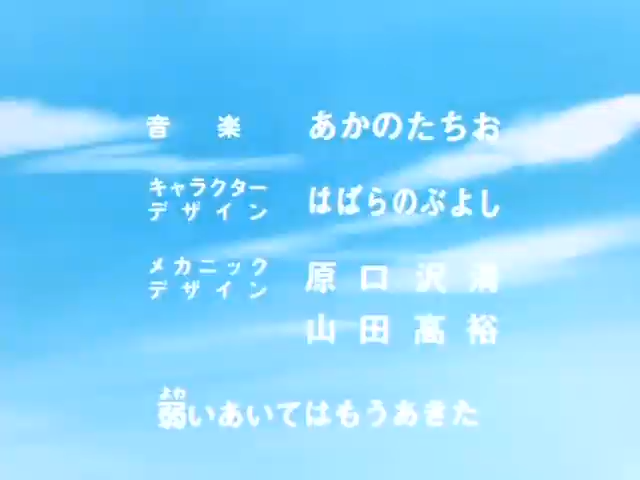 音 楽 あかのたちお
キャラクターデザイン はばらのぶよし
メカニックデザイン 原口沢清
山田高裕
弱いあいてはもうあきた
よわ